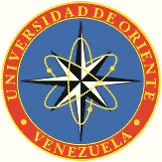 UNIVERSIDAD DE ORIENTE
• VENEZUELA •